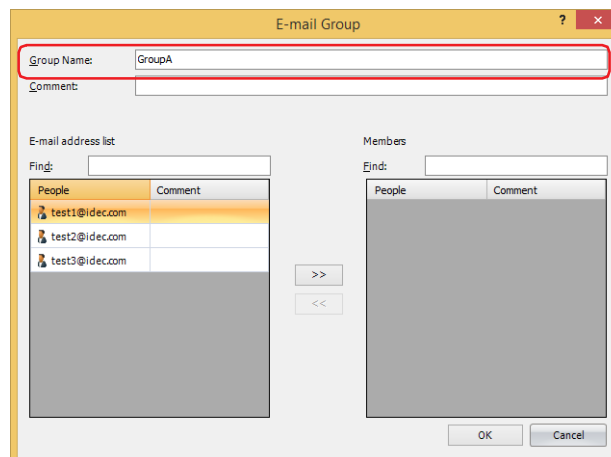 E-mail Group
?
Group Name: GroupA
Comment:
E-mail address list
Find:
People Comment
test1@idec.com
test2@idec.com
test3@idec.com
>>
<<
Members
Find:
People Comment
OK Cancel